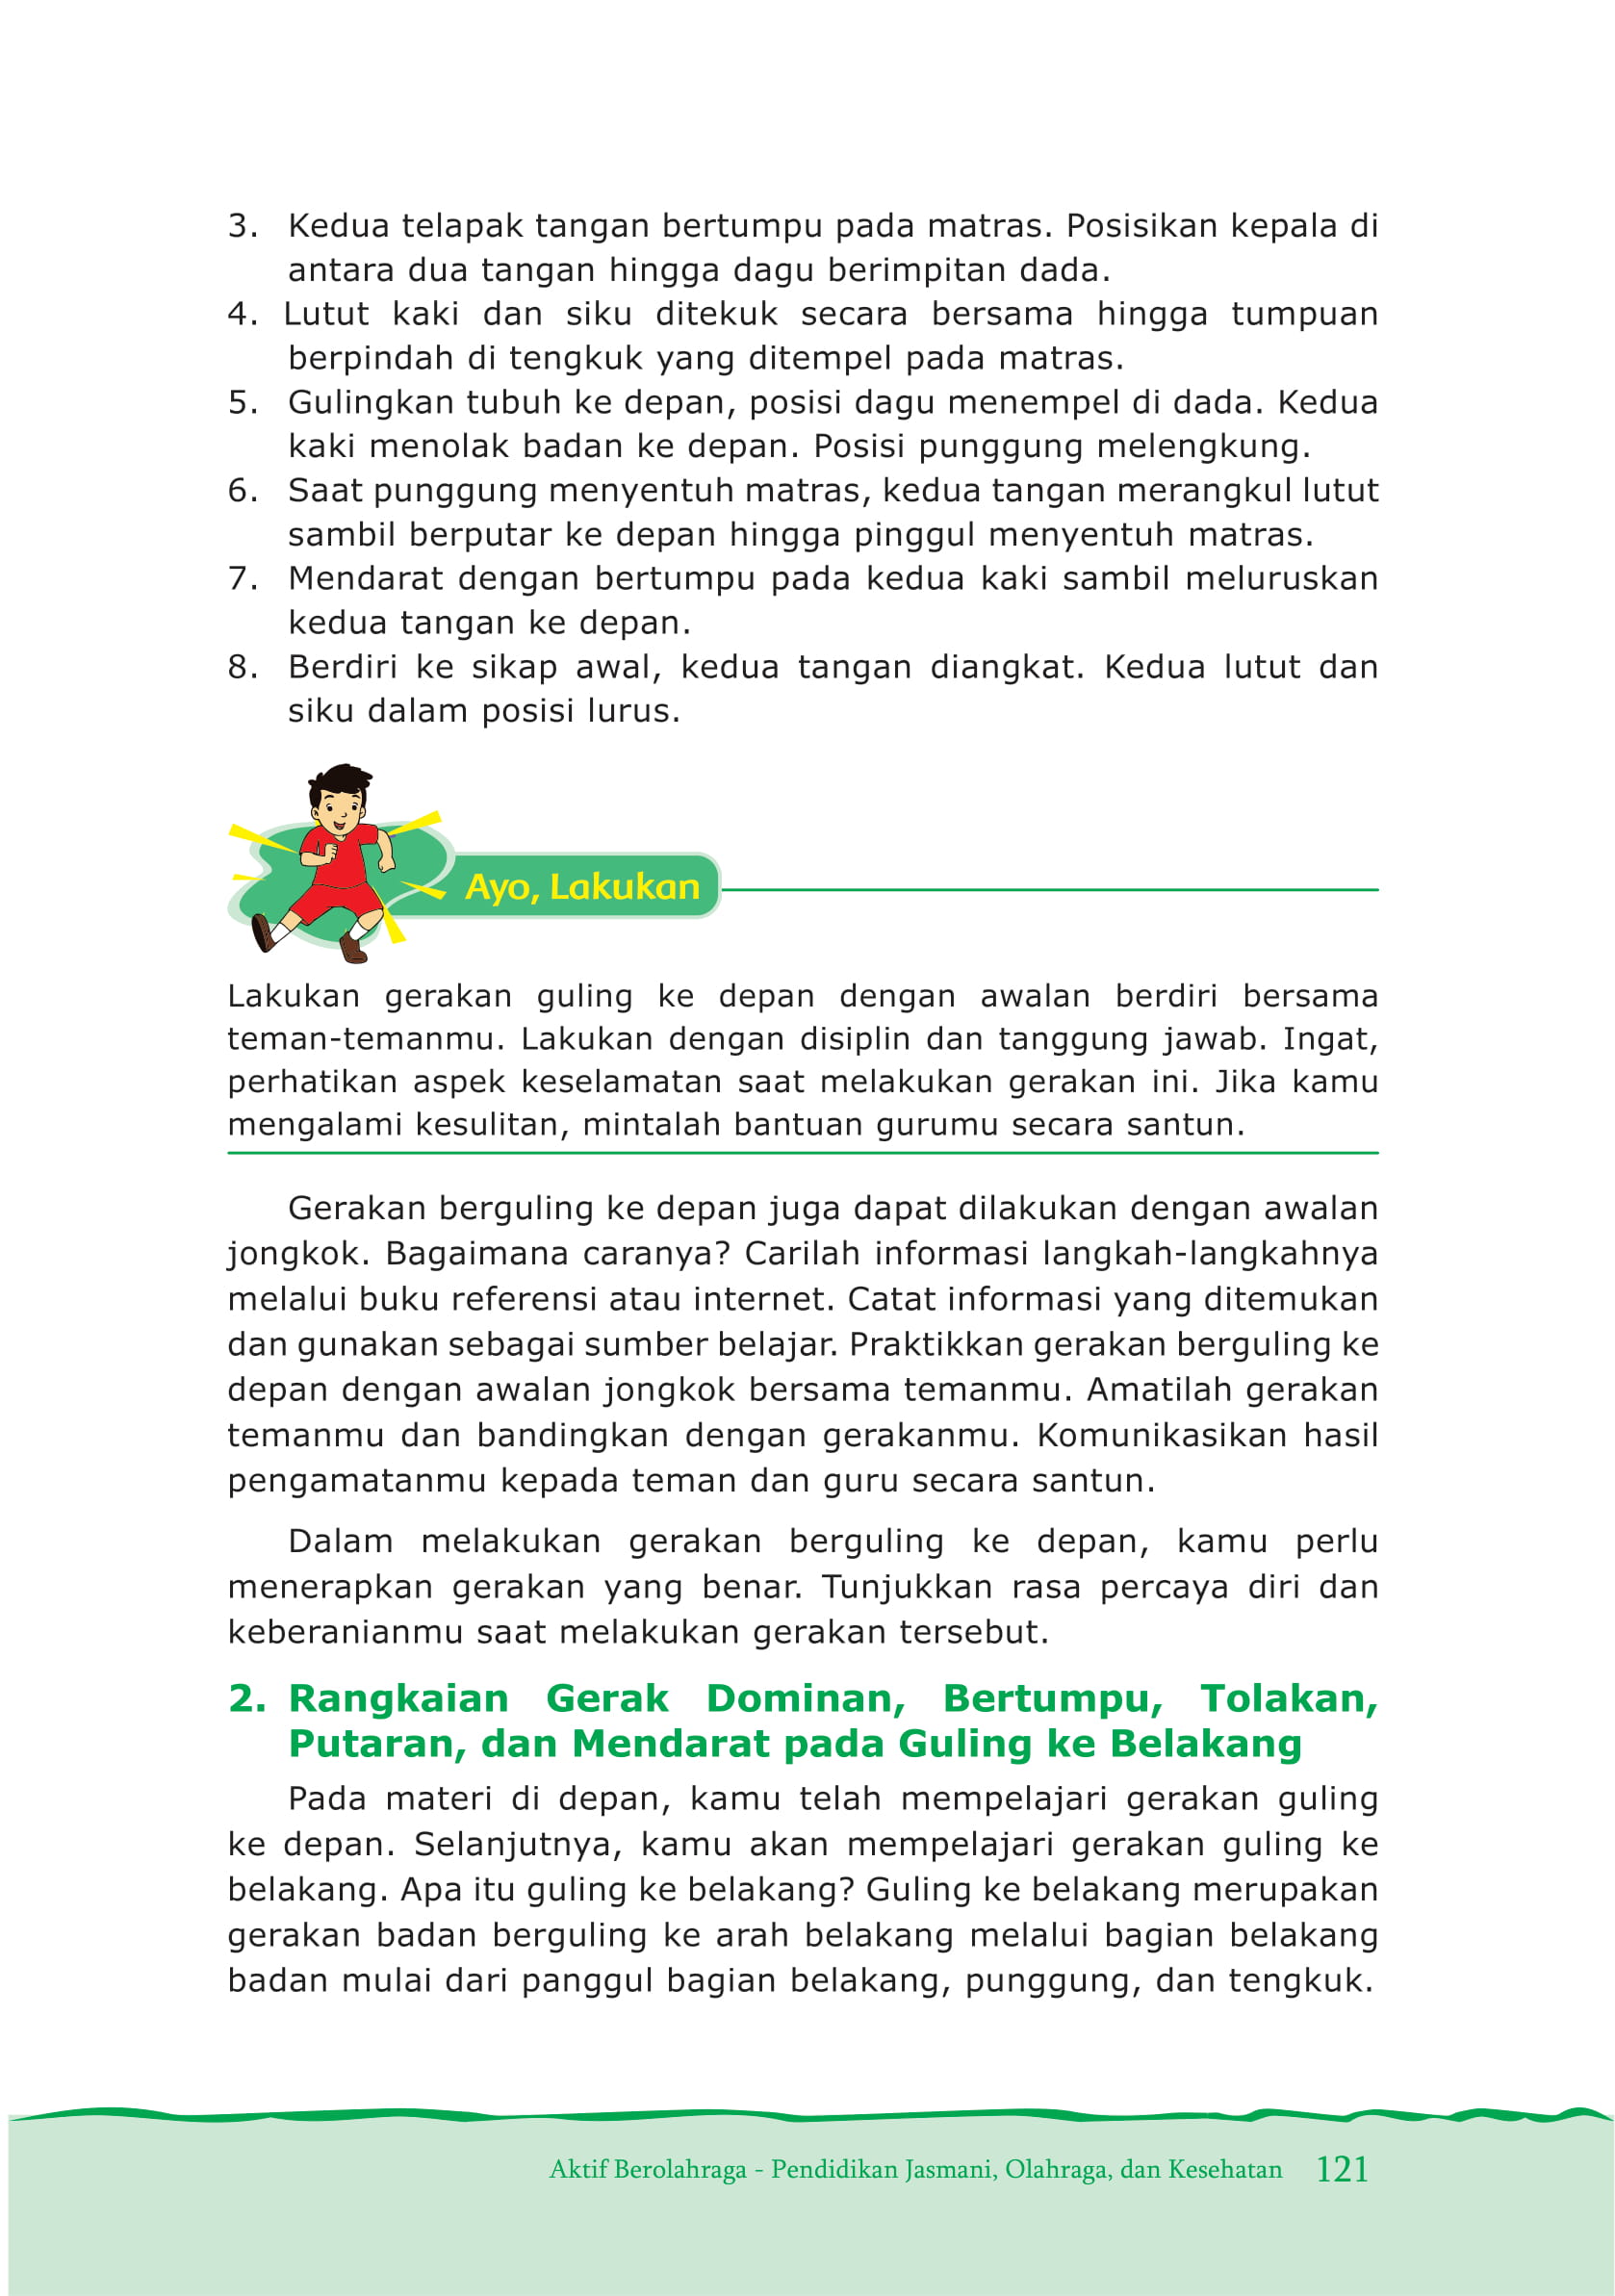 3. Kedua telapak tangan bertumpu pada matras. Posisikan kepala di
antara dua tangan hingga dagu berimpitan dada.
4. Lutut kaki dan siku ditekuk secara bersama hingga tumpuan
berpindah di tengkuk yang ditempel pada matras.
5. Gulingkan tubuh ke depan, posisi dagu menempel di dada. Kedua
kaki menolak badan ke depan. Posisi punggung melengkung.
6. Saat punggung menyentuh matras, kedua tangan merangkul lutut
sambil berputar ke depan hingga pinggul menyentuh matras.
7. Mendarat dengan bertumpu pada kedua kaki sambil meluruskan
kedua tangan ke depan.
8. Berdiri ke sikap awal, kedua tangan diangkat. Kedua lutut dan
siku dalam posisi lurus.
Ayo, Lakukan
Lakukan gerakan guling ke depan dengan awalan berdiri bersama
teman-temanmu. Lakukan dengan disiplin dan tanggung jawab. Ingat,
perhatikan aspek keselamatan saat melakukan gerakan ini. Jika kamu
mengalami kesulitan, mintalah bantuan gurumu secara santun.
Gerakan berguling ke depan juga dapat dilakukan dengan awalan
jongkok. Bagaimana caranya? Carilah informasi langkah-langkahnya
melalui buku referensi atau internet. Catat informasi yang ditemukan
dan gunakan sebagai sumber belajar. Praktikkan gerakan berguling ke
depan dengan awalan jongkok bersama temanmu. Amatilah gerakan
temanmu dan bandingkan dengan gerakanmu. Komunikasikan hasil
pengamatanmu kepada teman dan guru secara santun.
Dalam melakukan gerakan berguling ke depan, kamu perlu
menerapkan gerakan yang benar. Tunjukkan rasa percaya diri dan
keberanianmu saat melakukan gerakan tersebut.
2. Rangkaian Gerak Dominan, Bertumpu, Tolakan,
Putaran, dan Mendarat pada Guling ke Belakang
Pada materi di depan, kamu telah mempelajari gerakan guling
ke depan. Selanjutnya, kamu akan mempelajari gerakan guling ke
belakang. Apa itu guling ke belakang? Guling ke belakang merupakan
gerakan badan berguling ke arah belakang melalui bagian belakang
badan mulai dari panggul bagian belakang, punggung, dan tengkuk.
Aktif Berolahraga - Pendidikan Jasmani, Olahraga, dan Kesehatan 121